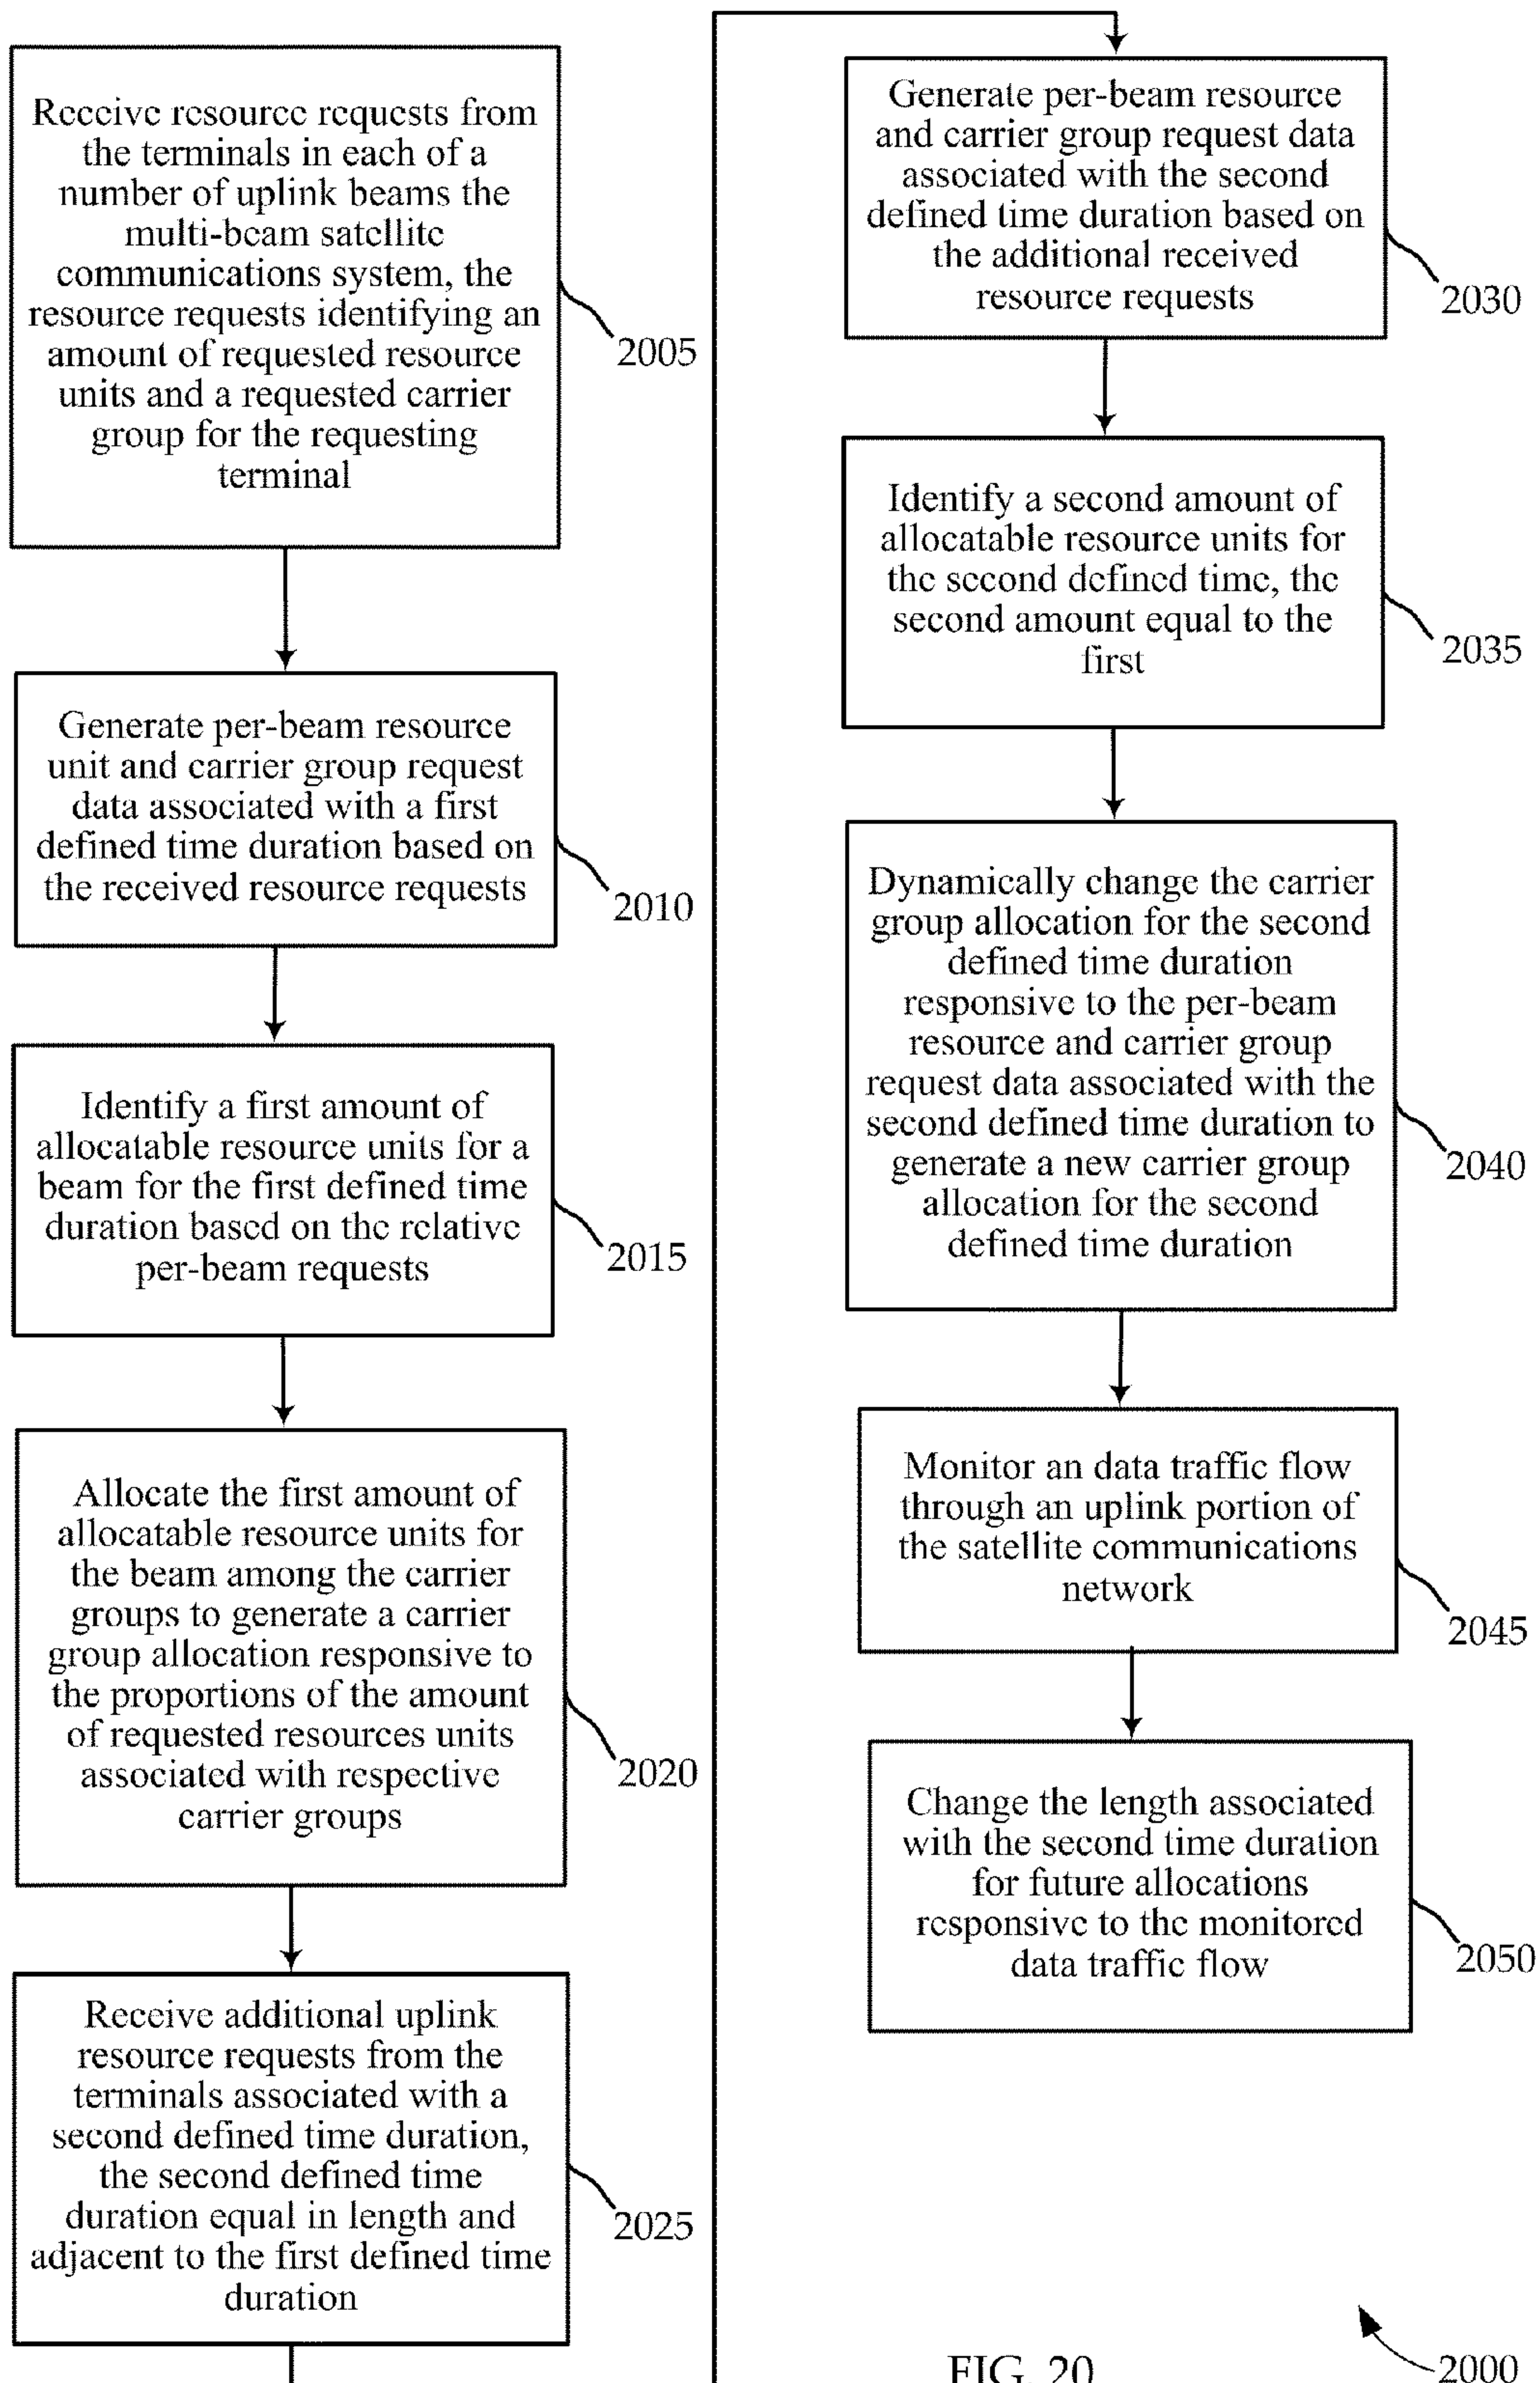 Receive resource requests from
the terminals in each of a
number of uplink beams the
multi-beam satellite
communications system, the
resource requests identifying an
amount of requested resource
units and a requested carrier
group for the requesting
terminal
2005
Generate per-beam resource
unit and carrier group request
data associated with a first
defined time duration based on
the received resource requests
2010
Identify a first amount of
allocatable resource units for a
beam for the first defined time
duration based on the relative
per-beam requests
2015
Allocate the first amount of
allocatable resource units for
the beam among the carrier
groups to generate a carrier
group allocation responsive to
the proportions of the amount
of requested resources units
associated with respective
carrier groups
2020
Receive additional uplink
resource requests from the
terminals associated with a
second defined time duration,
the second defined time
duration equal in length and
adjacent to the first defined time
duration
2025
Generate per-beam resource
and carrier group request data
associated with the second
defined time duration based on
the additional received
resource requests
2030
Identify a second amount of
allocatable resource units for
the second defined time, the
second amount equal to the
first
2035
Dynamically change the carrier
group allocation for the second
defined time duration
responsive to the per-beam
resource and carrier group
request data associated with the
second defined time duration to
generate a new carrier group
allocation for the second
defined time duration
2040
Monitor an data traffic flow
through an uplink portion of
the satellite communications
network
2045
Change the length associated
with the second time duration
for future allocations
responsive to the monitored
data traffic flow
2050
FIG. 20
2000